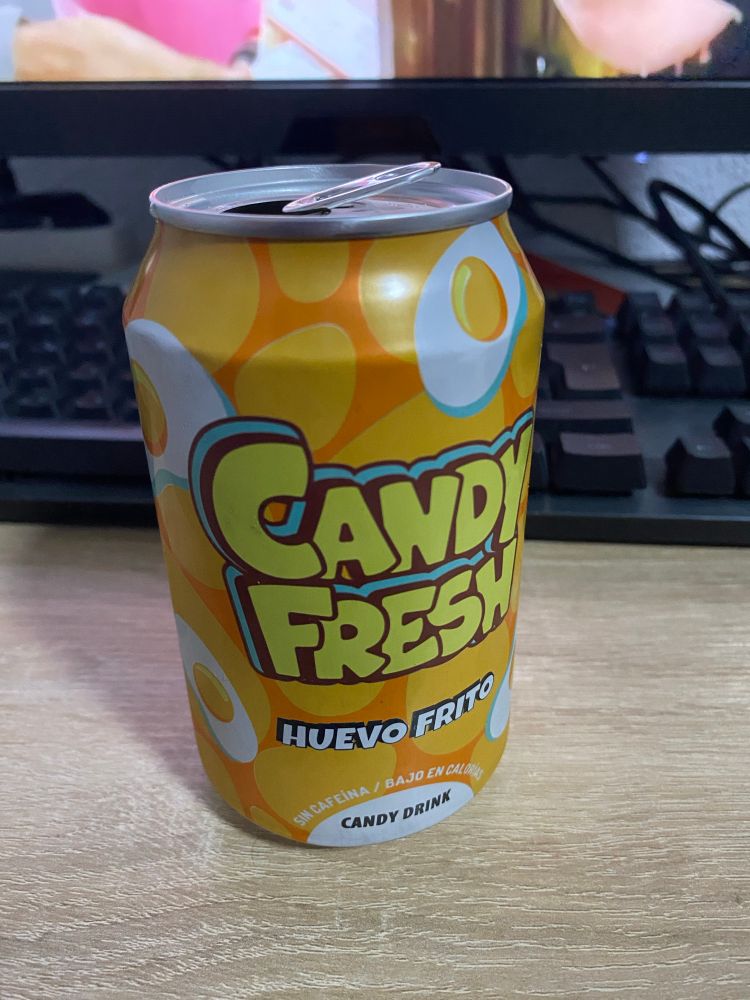 CANDY
FRESH
HUEVO FRITO
SIN CAFEÍNA / BAJO EN CALORÍAS
CANDY DRINK